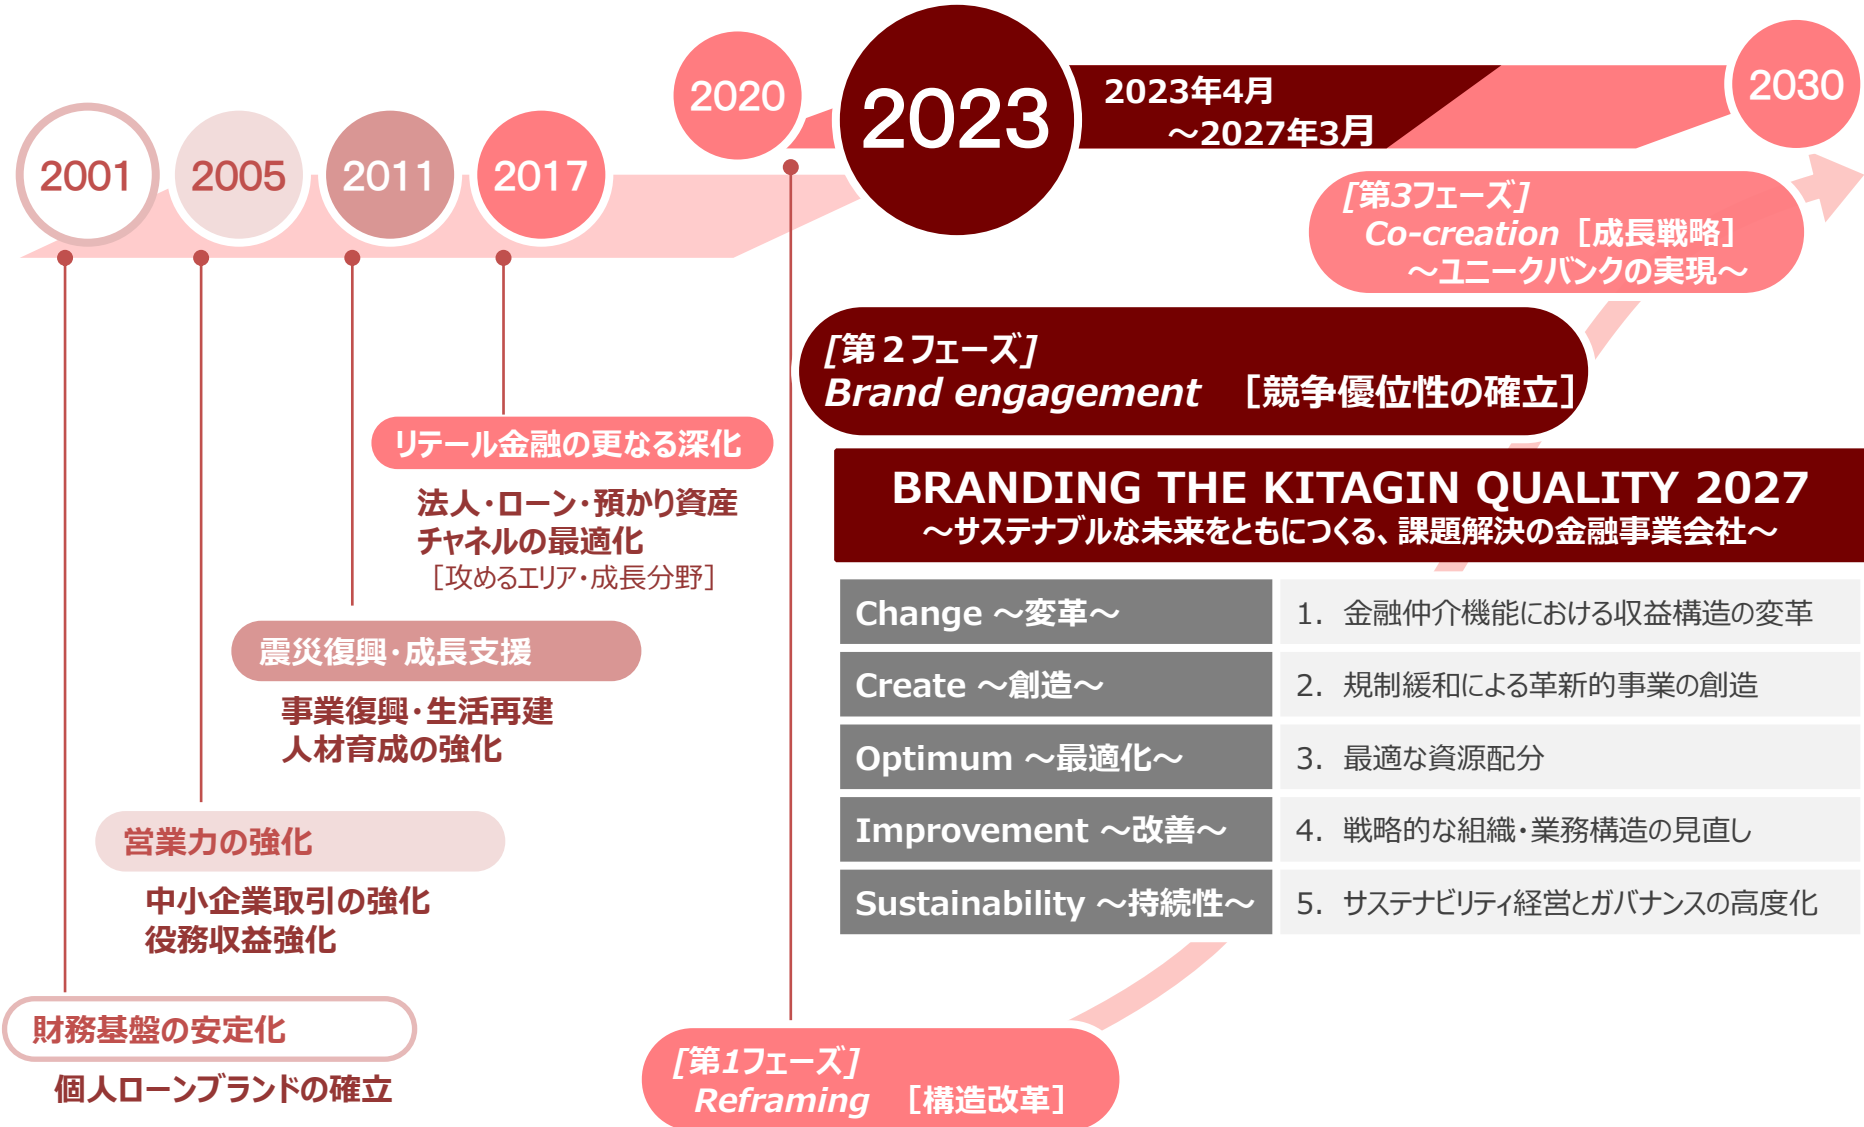 2001
2005
2011
2017
2020
2023
2023年4月
～2027年3月
2030
[第3フェーズ]
Co-creation［成長戦略］
～ユニークバンクの実現～
[第２フェーズ]
Brand engagement ［競争優位性の確立］
BRANDING THE KITAGIN QUALITY 2027
～サステナブルな未来をともにつくる、課題解決の金融事業会社～
Change ～変革～
1. 金融仲介機能における収益構造の変革
Create ～創造～
2. 規制緩和による革新的事業の創造
Optimum ～最適化～
3. 最適な資源配分
Improvement ～改善～
4. 戦略的な組織・業務構造の見直し
Sustainability ～持続性～
5. サステナビリティ経営とガバナンスの高度化
リテール金融の更なる深化
法人・ローン・預かり資産
チャネルの最適化
［攻めるエリア・成長分野］
震災復興・成長支援
事業復興・生活再建
人材育成の強化
営業力の強化
中小企業取引の強化
役務収益強化
財務基盤の安定化
個人ローンブランドの確立
[第1フェーズ]
Reframing ［構造改革］